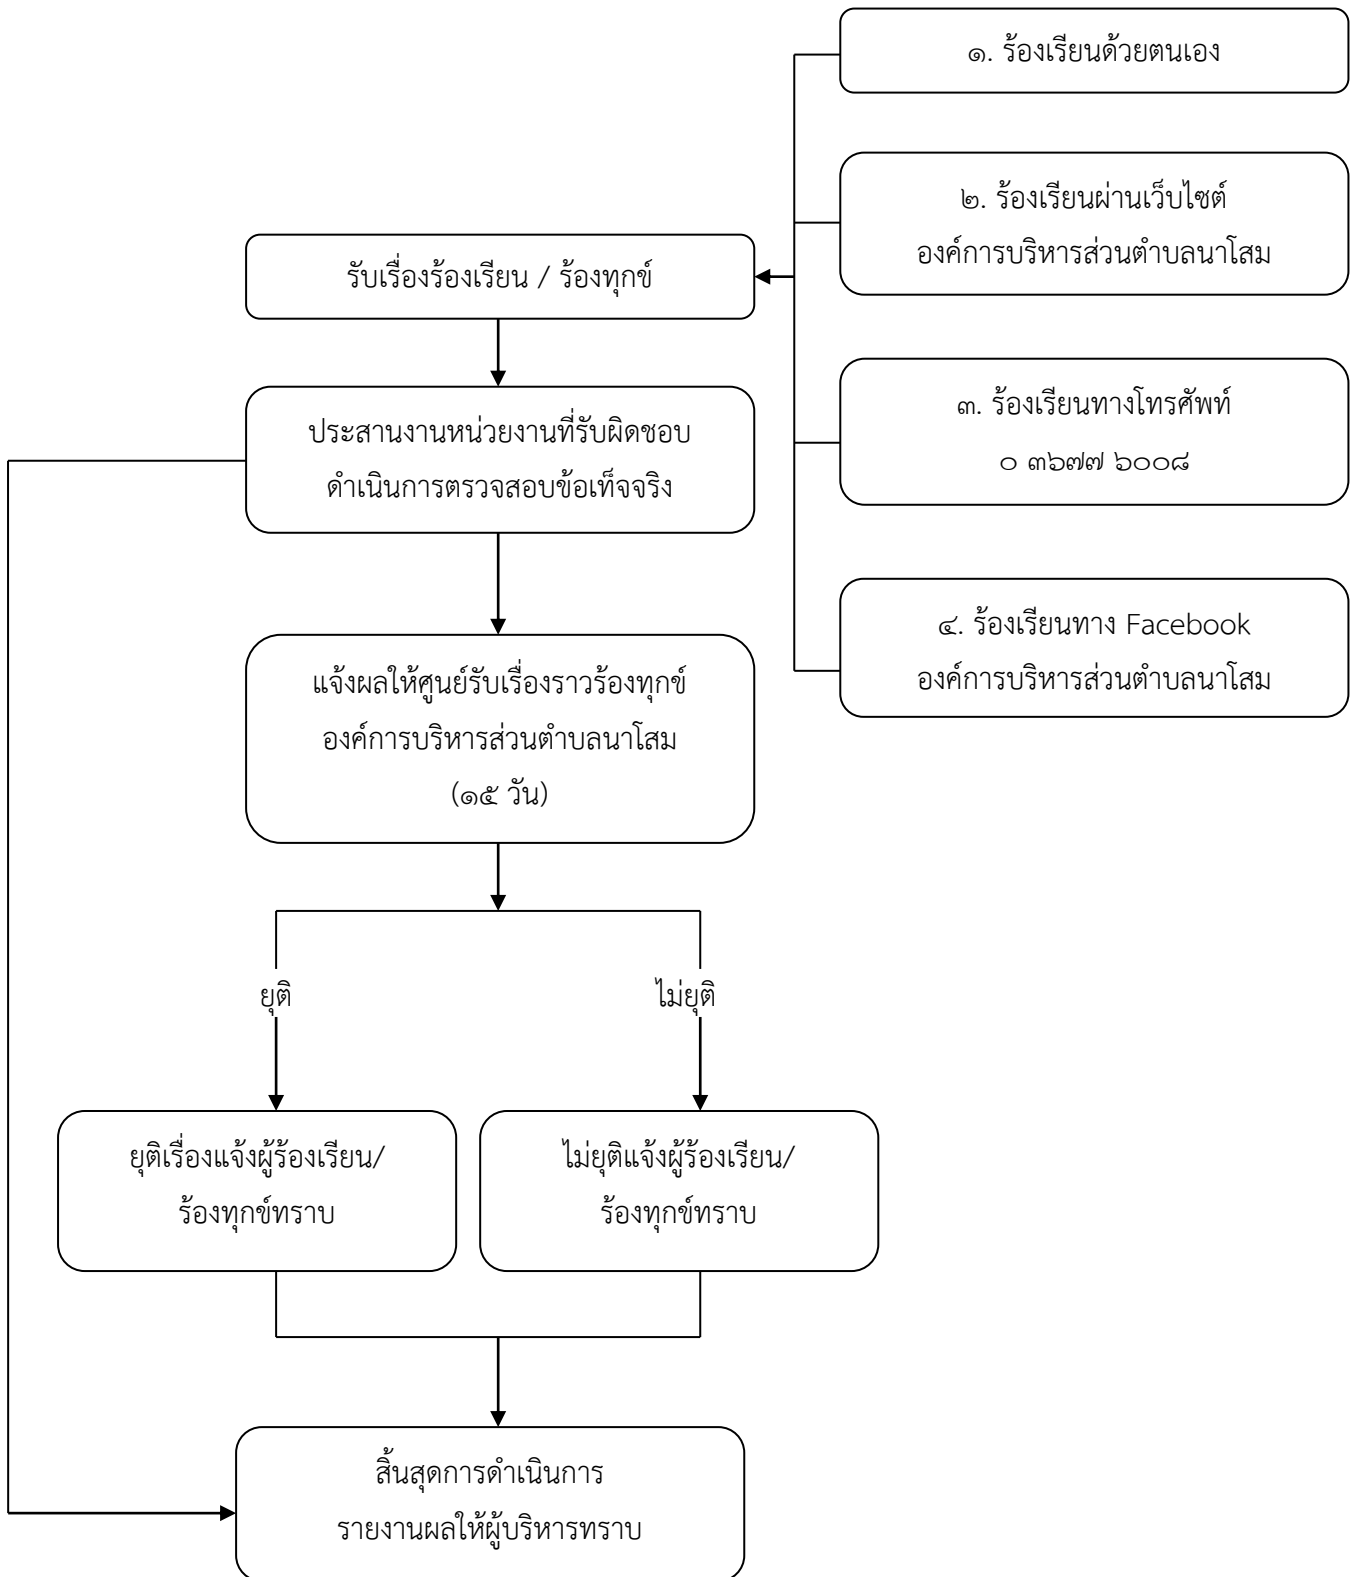 ๑. ร้องเรียนด้วยตนเอง
๒. ร้องเรียนผ่านเว็บไซต์
องค์การบริหารส่วนตำบลนาโสม
รับเรื่องร้องเรียน / ร้องทุกข์
๓. ร้องเรียนทางโทรศัพท์
๐ ๓๖๗๗ ๖๐๐๘
ประสานงานหน่วยงานที่รับผิดชอบ
ดำเนินการตรวจสอบข้อเท็จจริง
๔. ร้องเรียนทาง Facebook
องค์การบริหารส่วนตำบลนาโสม
แจ้งผลให้ศูนย์รับเรื่องราวร้องทุกข์
องค์การบริหารส่วนตำบลนาโสม
(๑๕ วัน)
ยุติ
ไม่ยุติ
ยุติเรื่องแจ้งผู้ร้องเรียน/
ร้องทุกข์ทราบ
ไม่ยุติแจ้งผู้ร้องเรียน/
ร้องทุกข์ทราบ
สิ้นสุดการดำเนินการ
รายงานผลให้ผู้บริหารทราบ